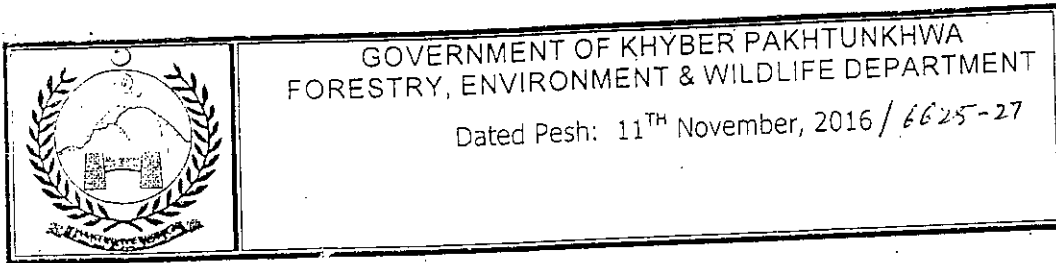 GOVERNMENT OF KHYBER PAKHTUNKHWA
FORESTRY, ENVIRONMENT & WILDLIFE DEPARTMENT
Dated Pesh: 11TH November, 2016 / 6625-27